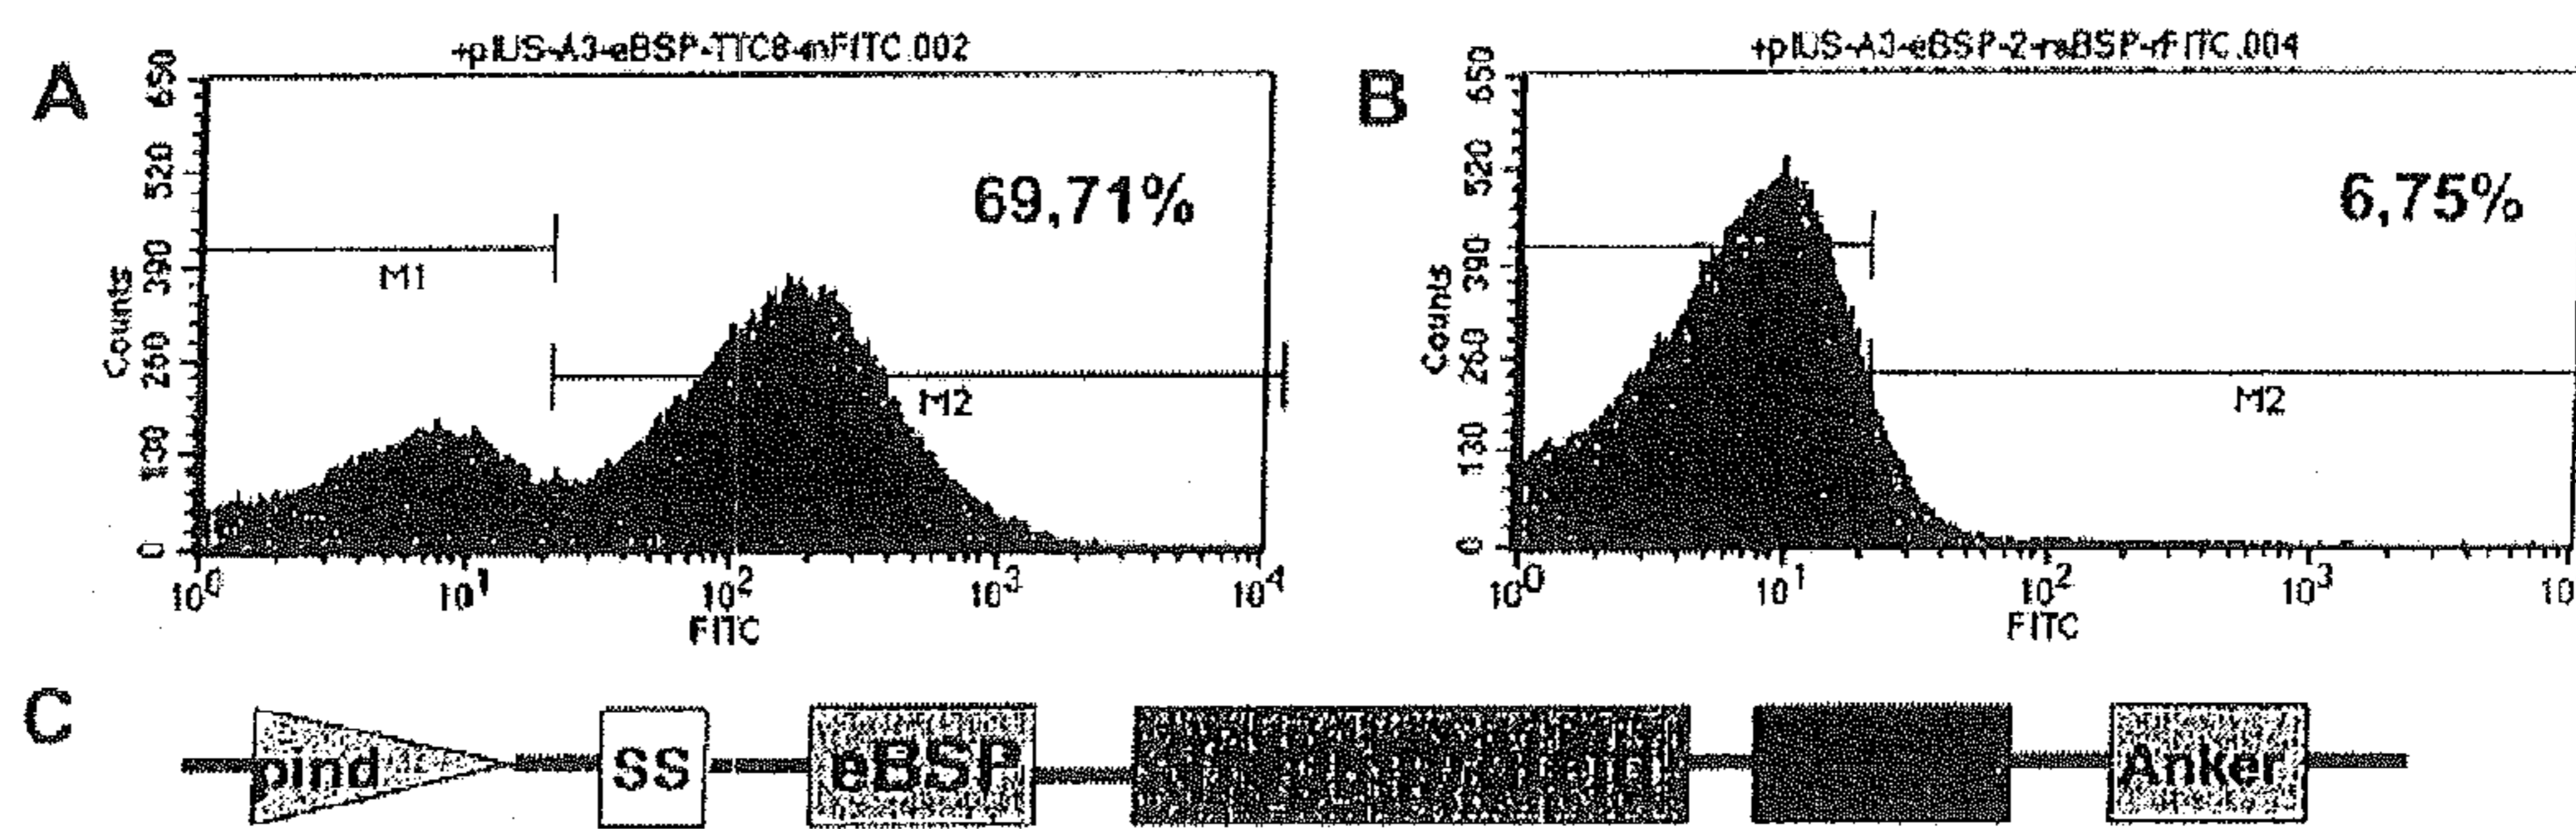 A
+pIUS-A3-eBSP-TTC8-mFITC.002
650
520
390
260
130
0
Counts
69,71%
M1
M2
10^0
10^1
10^2
10^3
10^4
FITC
B
+pIUS-A3-eBSP-2-raBSP-rFITC.004
650
520
390
260
130
0
Counts
6,75%
M2
10^0
10^1
10^2
10^3
10
FITC
C
pind
SS
eBSP
Anker